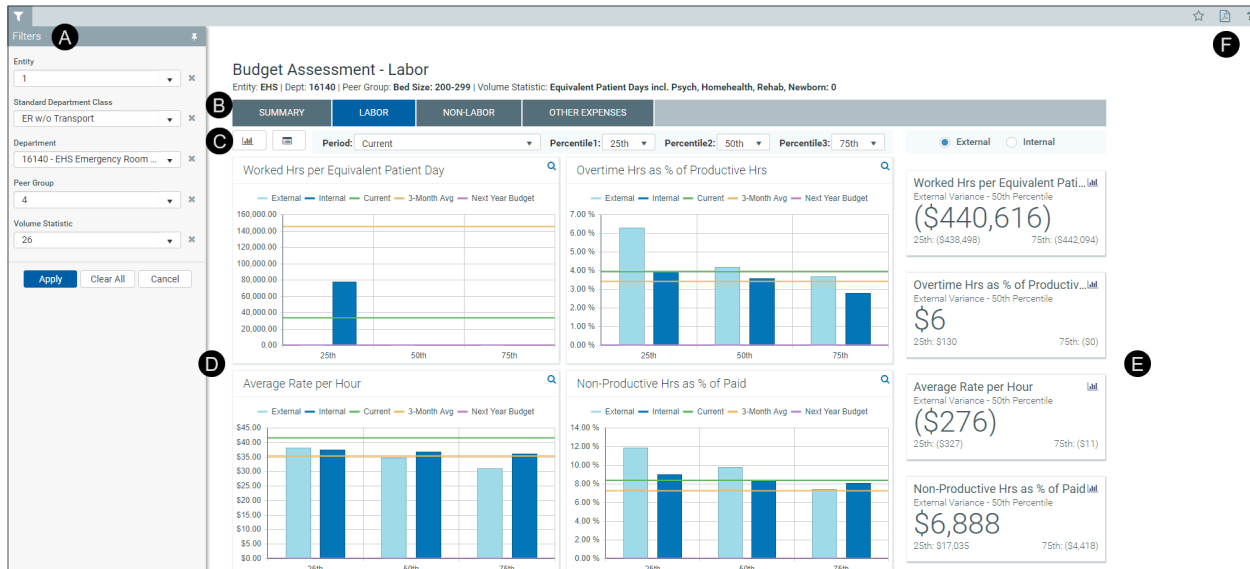 Filters
A
F
Entity
1
Standard Department Class
ER w/o Transport
Department
16140 - EHS Emergency Room ...
Peer Group
4
Volume Statistic
26
Apply Clear All Cancel
Budget Assessment - Labor
Entity: EHS | Dept: 16140 | Peer Group: Bed Size: 200-299 | Volume Statistic: Equivalent Patient Days incl. Psych, Homehealth, Rehab, Newborn: 0
B
SUMMARY LABOR NON-LABOR OTHER EXPENSES
C
Period: Current Percentile1: 25th Percentile2: 50th Percentile3: 75th
External Internal
Worked Hrs per Equivalent Patient Day
External Internal Current 3-Month Avg Next Year Budget
160,000.00
140,000.00
120,000.00
100,000.00
80,000.00
60,000.00
40,000.00
20,000.00
0.00
25th 50th 75th
Overtime Hrs as % of Productive Hrs
External Internal Current 3-Month Avg Next Year Budget
7.00 %
6.00 %
5.00 %
4.00 %
3.00 %
2.00 %
1.00 %
0.00 %
25th 50th 75th
D
Average Rate per Hour
External Internal Current 3-Month Avg Next Year Budget
$45.00
$40.00
$35.00
$30.00
$25.00
$20.00
$15.00
$10.00
$5.00
$0.00
25th 50th 75th
Non-Productive Hrs as % of Paid
External Internal Current 3-Month Avg Next Year Budget
14.00 %
12.00 %
10.00 %
8.00 %
6.00 %
4.00 %
2.00 %
0.00 %
25th 50th 75th
Worked Hrs per Equivalent Pati...
External Variance - 50th Percentile
($440,616)
25th: ($438,498) 75th: ($442,094)
Overtime Hrs as % of Productiv...
External Variance - 50th Percentile
$6
25th: $130 75th: ($0)
E
Average Rate per Hour
External Variance - 50th Percentile
($276)
25th: ($327) 75th: ($11)
Non-Productive Hrs as % of Paid
External Variance - 50th Percentile
$6,888
25th: $17,035 75th: ($4,418)